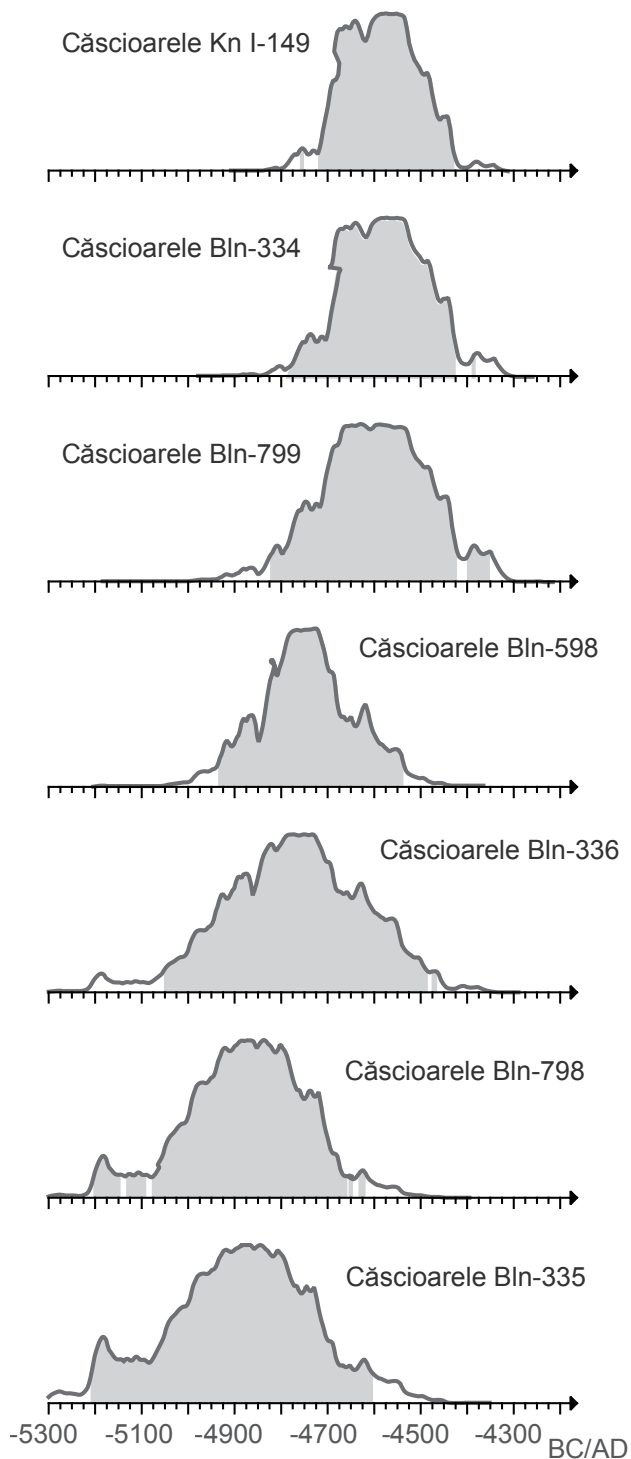 Căscioarele Kn I-149
Căscioarele Bln-334
Căscioarele Bln-799
Căscioarele Bln-598
Căscioarele Bln-336
Căscioarele Bln-798
Căscioarele Bln-335
-5300 -5100 -4900 -4700 -4500 -4300 BC/AD